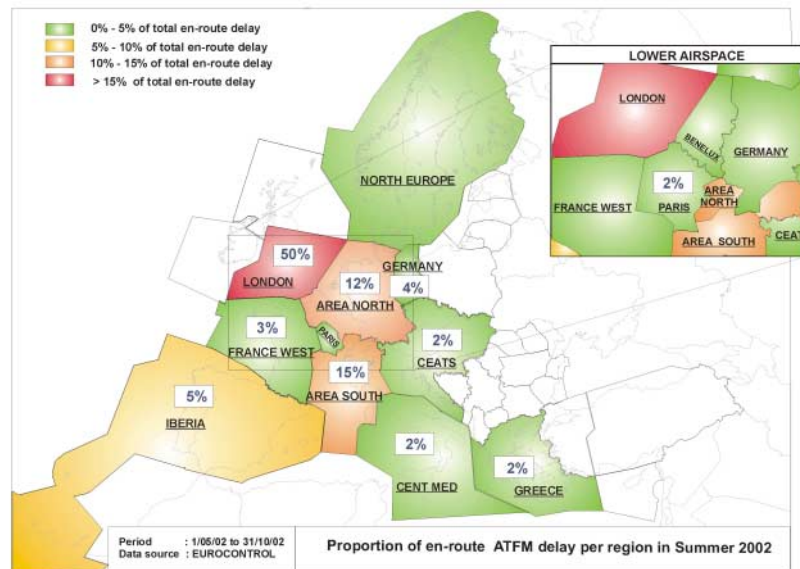 0% - 5% of total en-route delay
5% - 10% of total en-route delay
10% - 15% of total en-route delay
> 15% of total en-route delay
LOWER AIRSPACE
LONDON
BENELUX
GERMANY
2%
AREA
NORTH
FRANCE WEST
PARIS
AREA SOUTH
CEATS
NORTH EUROPE
50%
LONDON
GERMANY
12%
4%
AREA NORTH
3%
PARIS
2%
FRANCE WEST
CEATS
15%
AREA SOUTH
5%
IBERIA
2%
2%
CENT MED
GREECE
Period : 1/05/02 to 31/10/02
Data source : EUROCONTROL
Proportion of en-route ATFM delay per region in Summer 2002